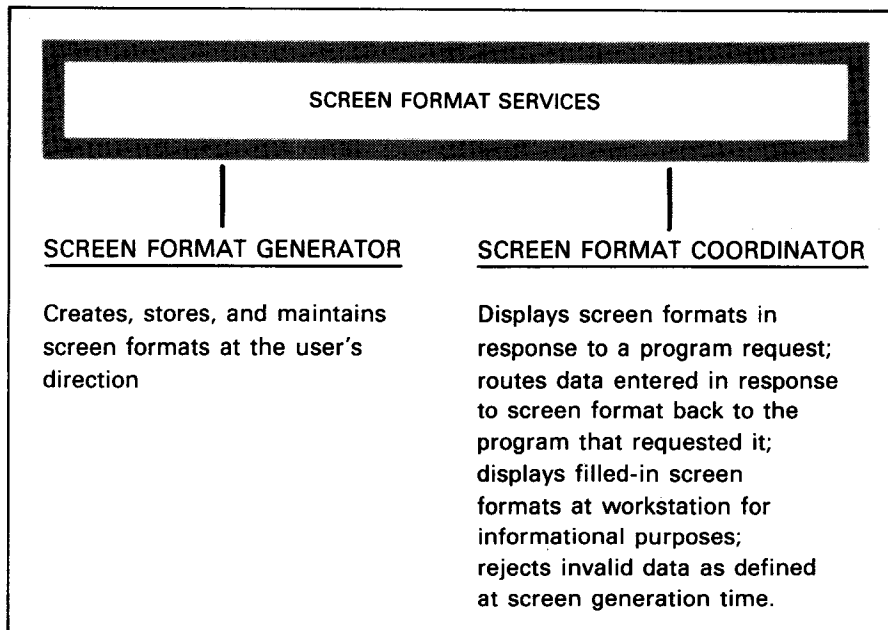 SCREEN FORMAT SERVICES
SCREEN FORMAT GENERATOR
Creates, stores, and maintains
screen formats at the user's
direction
SCREEN FORMAT COORDINATOR
Displays screen formats in
response to a program request;
routes data entered in response
to screen format back to the
program that requested it;
displays filled-in screen
formats at workstation for
informational purposes;
rejects invalid data as defined
at screen generation time.